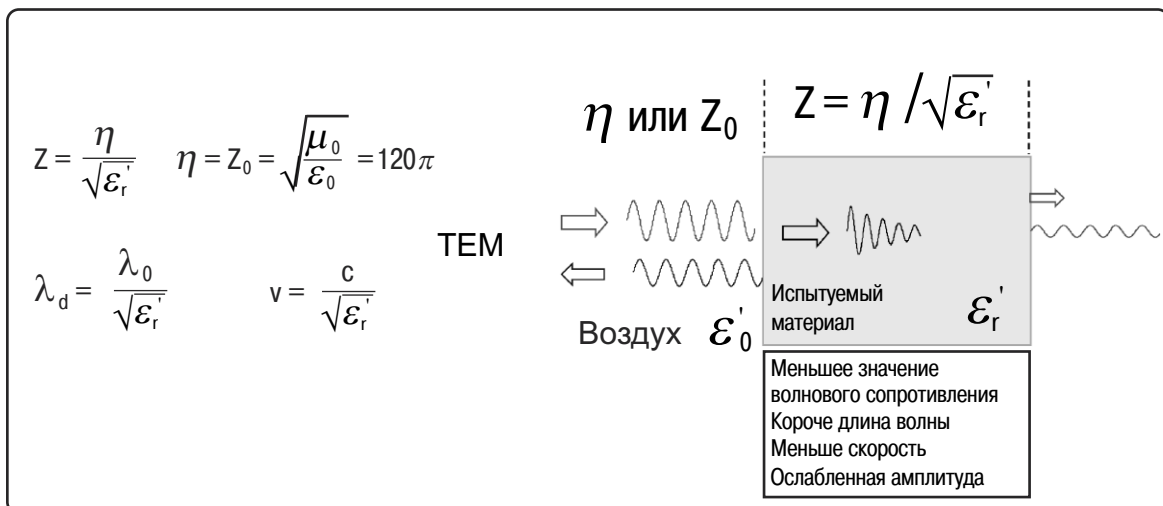 Z = η / √ε′r    η = Z0 = √(μ0 / ε0) = 120π
λd = λ0 / √ε′r    v = c / √ε′r
ТЕМ
η или Z0
Z = η / √ε′r
Воздух ε′0
Испытуемый
материал
ε′r
Меньшее значение
волнового сопротивления
Короче длина волны
Меньше скорость
Ослабленная амплитуда